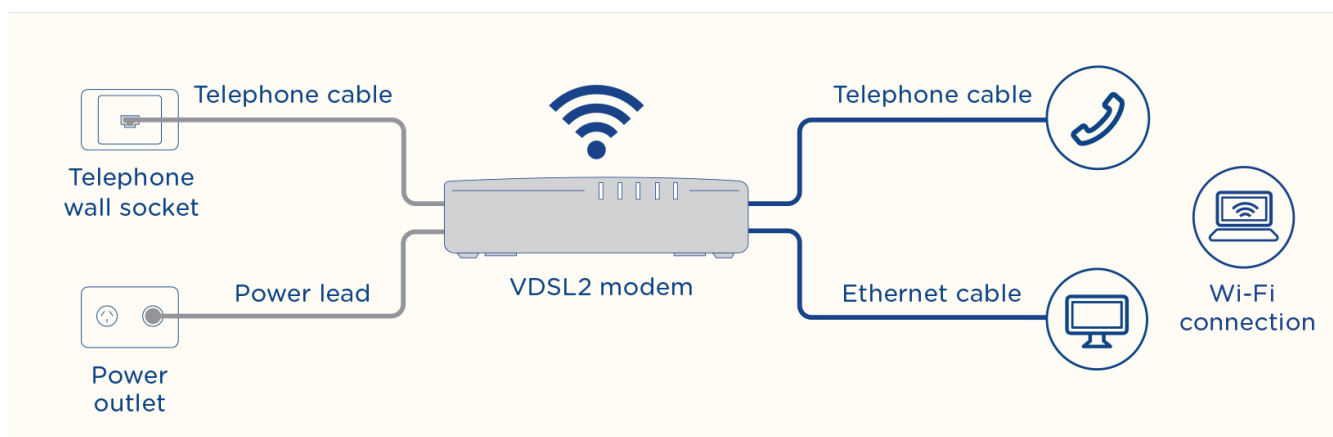 Telephone cable
Telephone
wall socket
Power lead
Power
outlet
VDSL2 modem
Telephone cable
Ethernet cable
Wi-Fi
connection